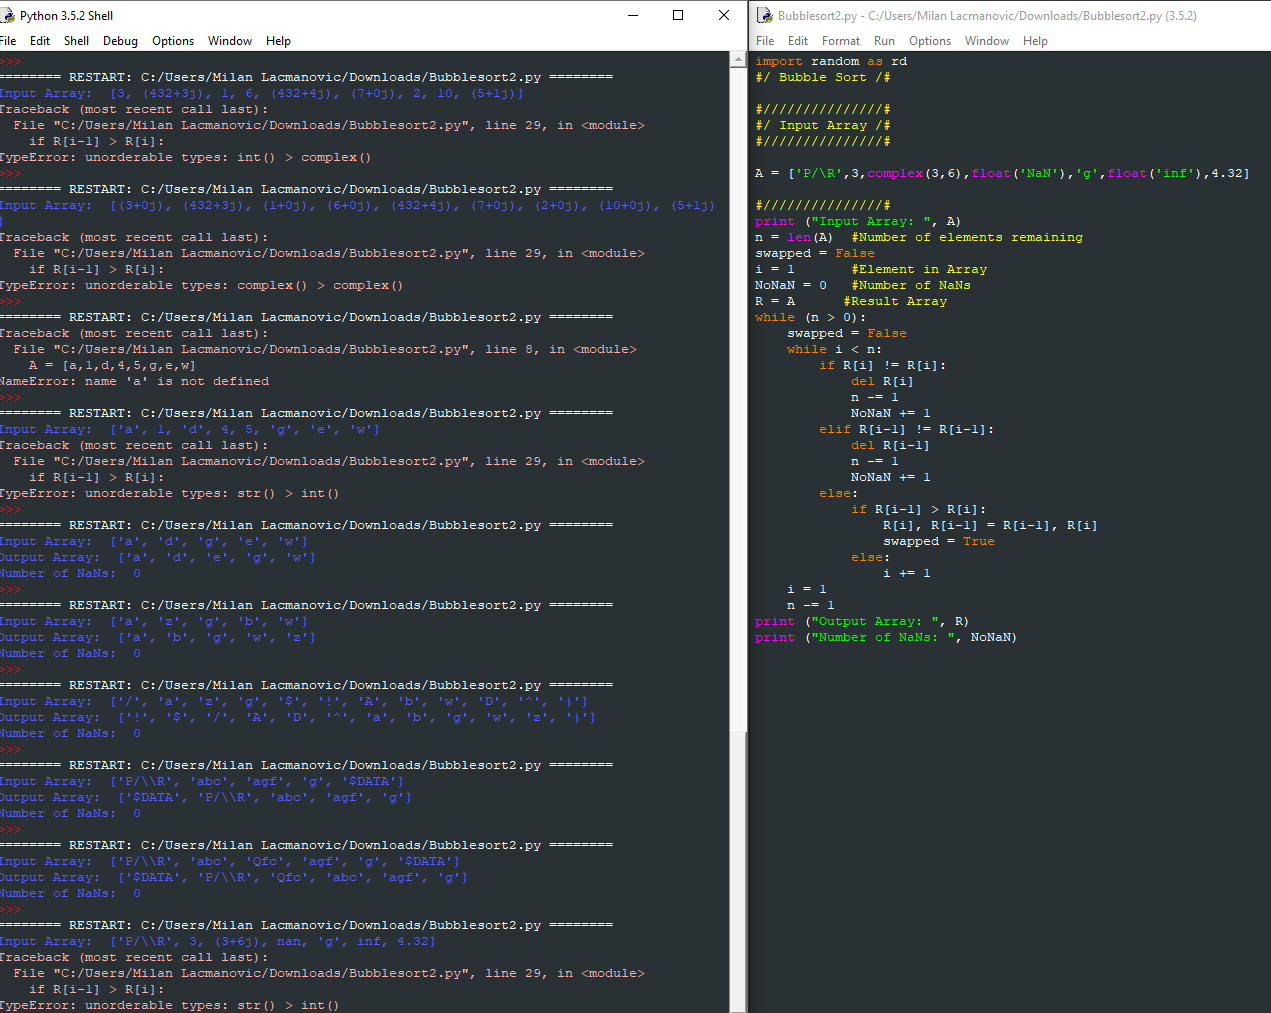 Python 3.5.2 Shell
File Edit Shell Debug Options Window Help
>>>
======== RESTART: C:/Users/Milan Lacmanovic/Downloads/Bubblesort2.py ========
Input Array:  [3, (432+3j), 1, 6, (432+4j), (7+0j), 2, 10, (5+1j)]
Traceback (most recent call last):
  File "C:/Users/Milan Lacmanovic/Downloads/Bubblesort2.py", line 29, in <module>
    if R[i-1] > R[i]:
TypeError: unorderable types: int() > complex()
>>>
======== RESTART: C:/Users/Milan Lacmanovic/Downloads/Bubblesort2.py ========
Input Array:  [(3+0j), (432+3j), (1+0j), (6+0j), (432+4j), (7+0j), (2+0j), (10+0j), (5+1j)
]
Traceback (most recent call last):
  File "C:/Users/Milan Lacmanovic/Downloads/Bubblesort2.py", line 29, in <module>
    if R[i-1] > R[i]:
TypeError: unorderable types: complex() > complex()
>>>
======== RESTART: C:/Users/Milan Lacmanovic/Downloads/Bubblesort2.py ========
Traceback (most recent call last):
  File "C:/Users/Milan Lacmanovic/Downloads/Bubblesort2.py", line 8, in <module>
    A = [a,1,d,4,5,g,e,w]
NameError: name 'a' is not defined
>>>
======== RESTART: C:/Users/Milan Lacmanovic/Downloads/Bubblesort2.py ========
Input Array:  ['a', 1, 'd', 4, 5, 'g', 'e', 'w']
Traceback (most recent call last):
  File "C:/Users/Milan Lacmanovic/Downloads/Bubblesort2.py", line 29, in <module>
    if R[i-1] > R[i]:
TypeError: unorderable types: str() > int()
>>>
======== RESTART: C:/Users/Milan Lacmanovic/Downloads/Bubblesort2.py ========
Input Array:  ['a', 'd', 'g', 'e', 'w']
Output Array:  ['a', 'd', 'e', 'g', 'w']
Number of NaNs:  0
>>>
======== RESTART: C:/Users/Milan Lacmanovic/Downloads/Bubblesort2.py ========
Input Array:  ['a', 'z', 'g', 'b', 'w']
Output Array:  ['a', 'b', 'g', 'w', 'z']
Number of NaNs:  0
>>>
======== RESTART: C:/Users/Milan Lacmanovic/Downloads/Bubblesort2.py ========
Input Array:  ['/', 'a', 'z', 'g', '$', '!', 'A', 'b', 'w', 'D', '^', '|']
Output Array:  ['!', '$', '/', 'A', 'D', '^', 'a', 'b', 'g', 'w', 'z', '|']
Number of NaNs:  0
>>>
======== RESTART: C:/Users/Milan Lacmanovic/Downloads/Bubblesort2.py ========
Input Array:  ['P/\\R', 'abc', 'agf', 'g', '$DATA']
Output Array:  ['$DATA', 'P/\\R', 'abc', 'agf', 'g']
Number of NaNs:  0
>>>
======== RESTART: C:/Users/Milan Lacmanovic/Downloads/Bubblesort2.py ========
Input Array:  ['P/\\R', 'abc', 'Qfc', 'agf', 'g', '$DATA']
Output Array:  ['$DATA', 'P/\\R', 'Qfc', 'abc', 'agf', 'g']
Number of NaNs:  0
>>>
======== RESTART: C:/Users/Milan Lacmanovic/Downloads/Bubblesort2.py ========
Input Array:  ['P/\\R', 3, (3+6j), nan, 'g', inf, 4.32]
Traceback (most recent call last):
  File "C:/Users/Milan Lacmanovic/Downloads/Bubblesort2.py", line 29, in <module>
    if R[i-1] > R[i]:
TypeError: unorderable types: str() > int()
Bubblesort2.py - C:/Users/Milan Lacmanovic/Downloads/Bubblesort2.py (3.5.2)
File Edit Format Run Options Window Help
import random as rd
#/ Bubble Sort /#

#///////////////#
#/ Input Array /#
#///////////////#

A = ['P/\R',3,complex(3,6),float('NaN'),'g',float('inf'),4.32]

#///////////////#
print ("Input Array: ", A)
n = len(A)  #Number of elements remaining
swapped = False
i = 1       #Element in Array
NoNaN = 0   #Number of NaNs
R = A      #Result Array
while (n > 0):
    swapped = False
    while i < n:
        if R[i] != R[i]:
            del R[i]
            n -= 1
            NoNaN += 1
        elif R[i-1] != R[i-1]:
            del R[i-1]
            n -= 1
            NoNaN += 1
        else:
            if R[i-1] > R[i]:
                R[i], R[i-1] = R[i-1], R[i]
                swapped = True
            else:
                i += 1
    i = 1
    n -= 1
print ("Output Array: ", R)
print ("Number of NaNs: ", NoNaN)